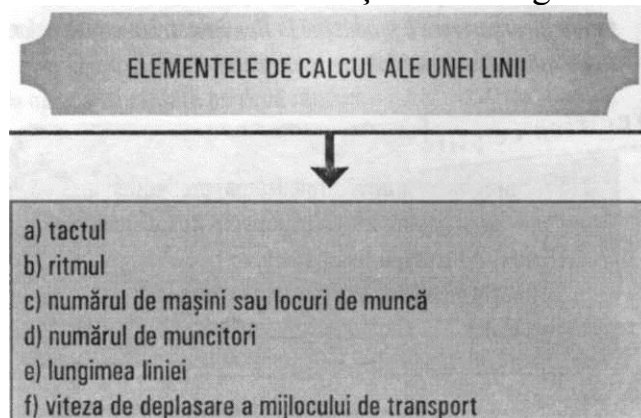 ELEMENTELE DE CALCUL ALE UNEI LINII
a) tactul
b) ritmul
c) numărul de mașini sau locuri de muncă
d) numărul de muncitori
e) lungimea liniei
f) viteza de deplasare a mijlocului de transport